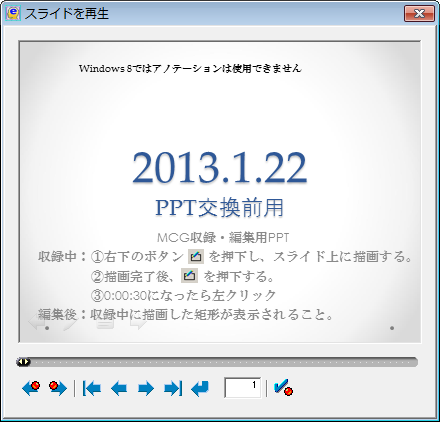 スライドを再生
Windows 8ではアノテーションは使用できません
2013.1.22
PPT交換前用
MCG収録・編集用PPT
収録中：①右下のボタン を押下し、スライド上に描画する。
②描画完了後、 を押下する。
③0:00:30になったら左クリック
編集後：収録中に描画した矩形が表示されること。
1